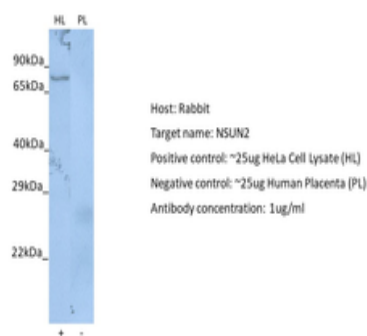 HL PL
90kDa_
65kDa_
40kDa_
29kDa_
22kDa_
+ -
Host: Rabbit
Target name: NSUN2
Positive control: ~25ug HeLa Cell Lysate (HL)
Negative control: ~25ug Human Placenta (PL)
Antibody concentration: 1ug/ml